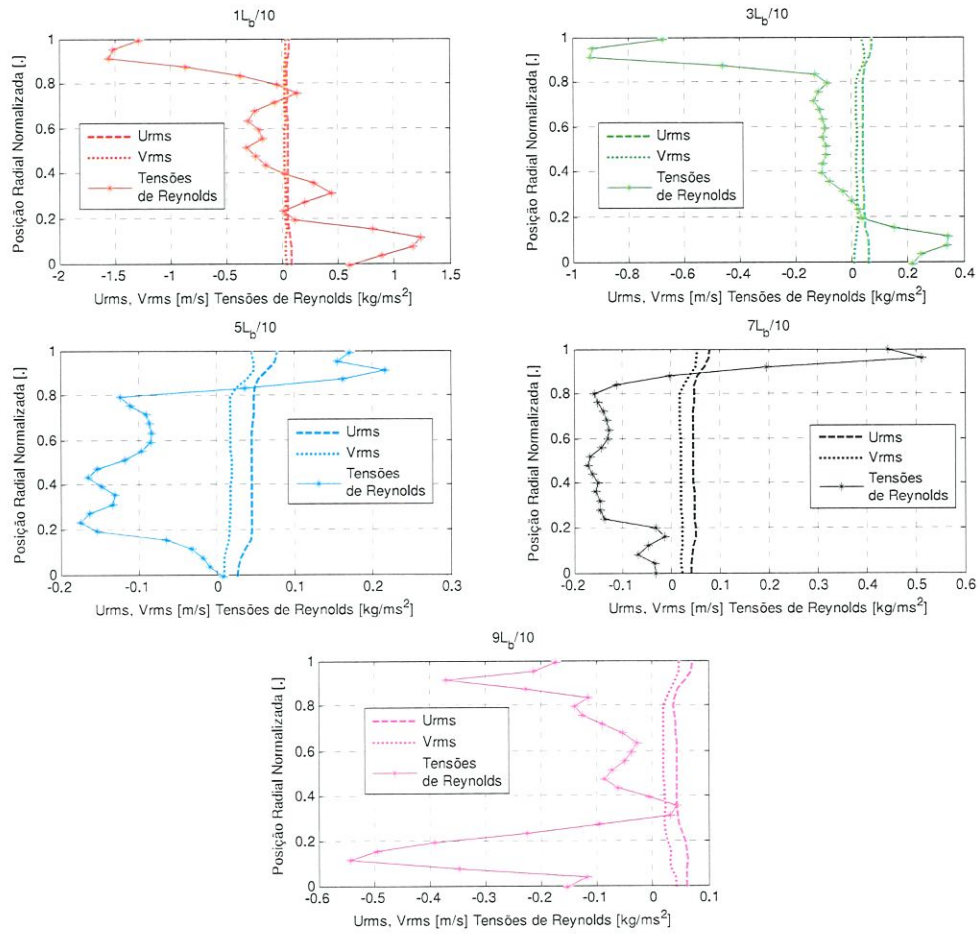 1L_b/10
1
0.8
0.6
0.4
0.2
0
Posição Radial Normalizada [.]
Urms
Vrms
Tensões
de Reynolds
-2
-1.5
-1
-0.5
0
0.5
1
1.5
Urms, Vrms [m/s] Tensões de Reynolds [kg/ms²]
3L_b/10
1
0.8
0.6
0.4
0.2
0
Posição Radial Normalizada [.]
Urms
Vrms
Tensões
de Reynolds
-1
-0.8
-0.6
-0.4
-0.2
0
0.2
0.4
Urms, Vrms [m/s] Tensões de Reynolds [kg/ms²]
5L_b/10
1
0.8
0.6
0.4
0.2
0
Posição Radial Normalizada [.]
Urms
Vrms
Tensões
de Reynolds
-0.2
-0.1
0
0.1
0.2
0.3
Urms, Vrms [m/s] Tensões de Reynolds [kg/ms²]
7L_b/10
1
0.8
0.6
0.4
0.2
0
Posição Radial Normalizada [.]
Urms
Vrms
Tensões
de Reynolds
-0.2
-0.1
0
0.1
0.2
0.3
0.4
0.5
0.6
Urms, Vrms [m/s] Tensões de Reynolds [kg/ms²]
9L_b/10
1
0.8
0.6
0.4
0.2
0
Posição Radial Normalizada [.]
Urms
Vrms
Tensões
de Reynolds
-0.6
-0.5
-0.4
-0.3
-0.2
-0.1
0
0.1
Urms, Vrms [m/s] Tensões de Reynolds [kg/ms²]